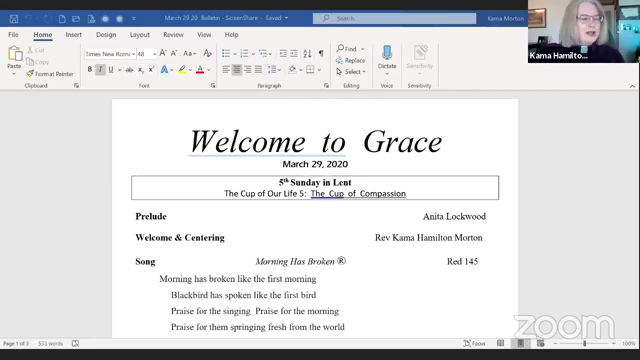 March 29 20: Bulletin - ScreenShare - Saved
Search
Kama Morton
File Home Insert Draw Design Layout References Mailings Review View Help
Paste
Cut
Copy
Format Painter
Clipboard
Times New Roma 48
Font
Paragraph
Find
Replace
Select
Editing
Dictate
Voice
Sensitivity
Sensitivity
Kama Hamilto...
Welcome to Grace
March 29, 2020
5th Sunday in Lent
The Cup of Our Life 5: The Cup of Compassion
Prelude Anita Lockwood
Welcome & Centering Rev Kama Hamilton Morton
Song Morning Has Broken ® Red 145
Morning has broken like the first morning
Blackbird has spoken like the first bird
Praise for the singing Praise for the morning
Praise for them springing fresh from the world
Page 1 of 3 533 words
Focus
100%
zoom